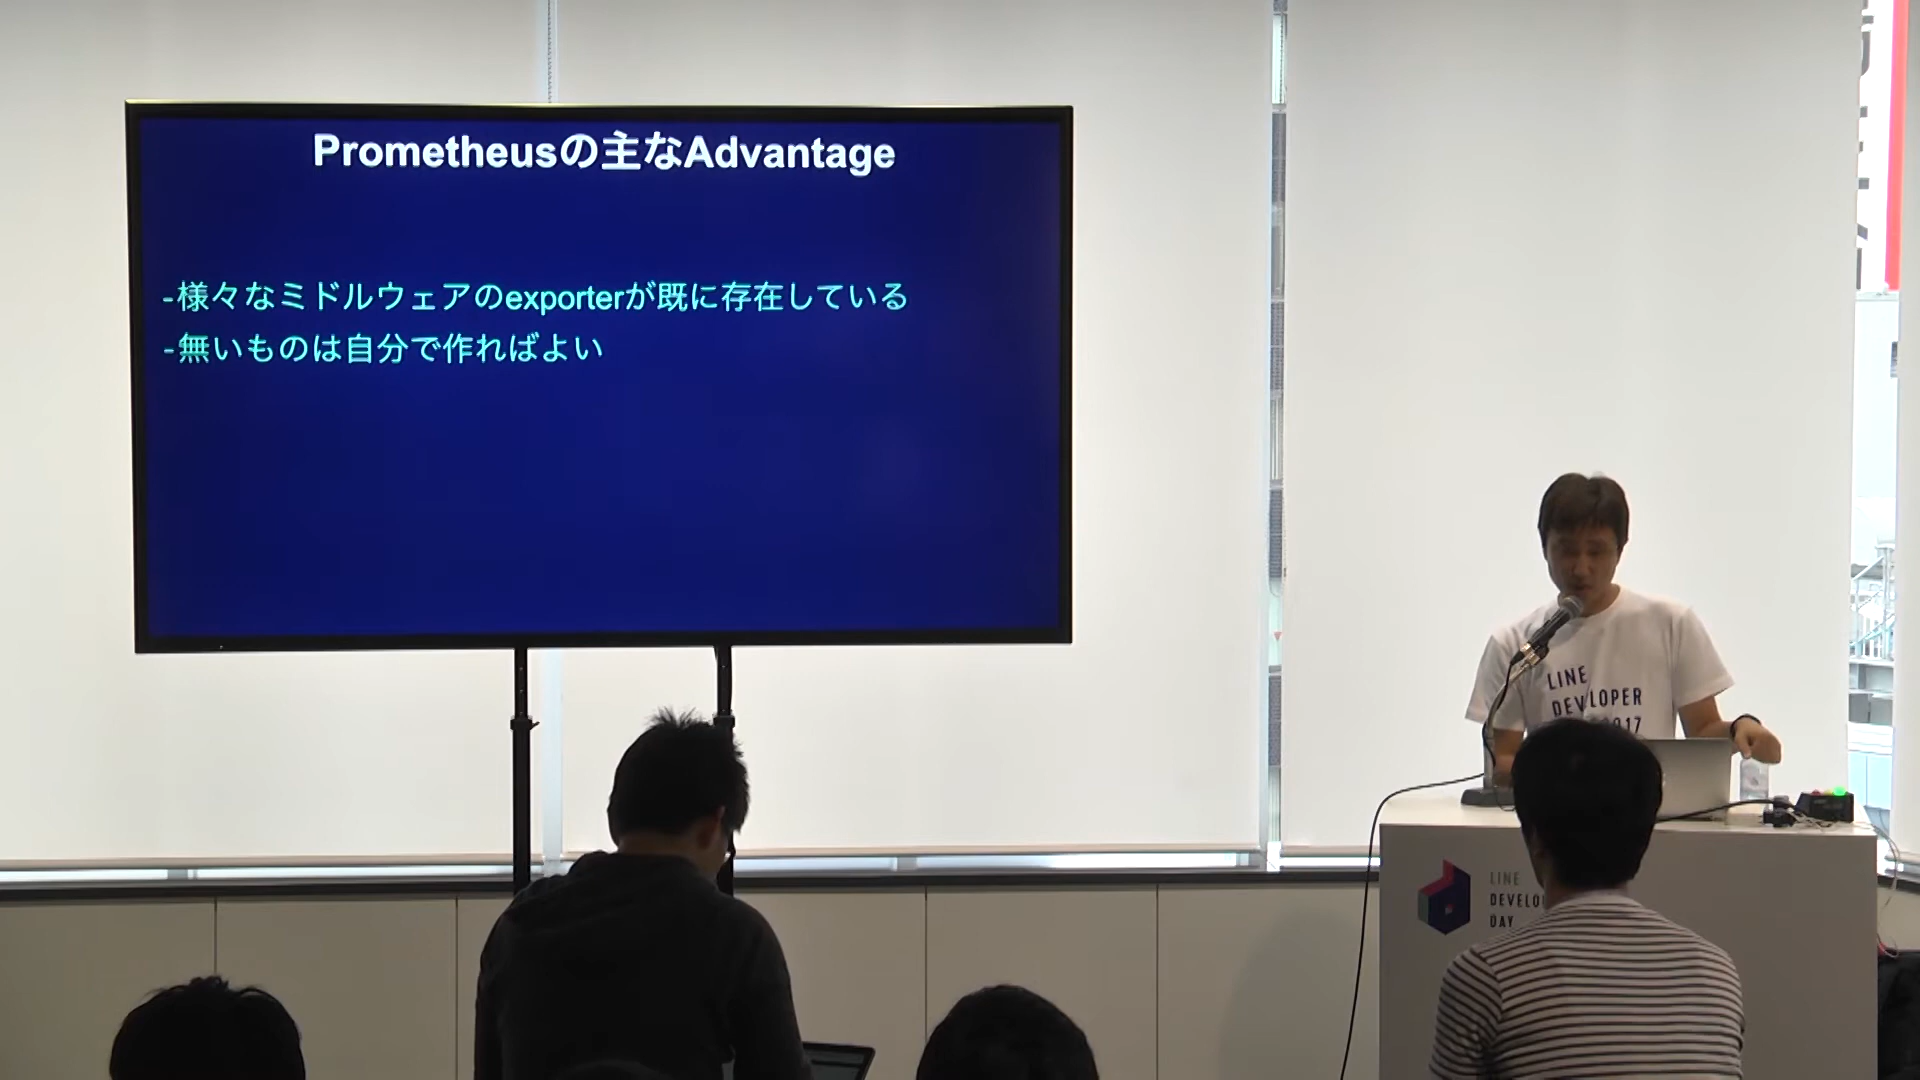 Prometheusの主なAdvantage
-様々なミドルウェアのexporterが既に存在している
-無いものは自分で作ればよい
LINE
DEVELOPER
LINE
DAY